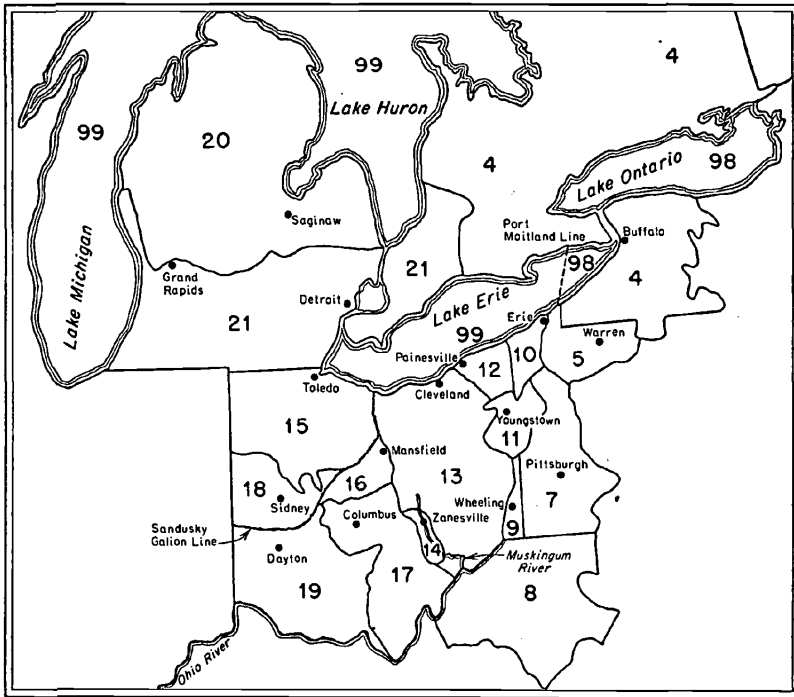 99
4
Lake Huron
99
20
98
Lake Ontario
4
Saginaw
Port
Maitland Line
Buffalo
21
98
Grand
Rapids
Lake Michigan
Detroit
Lake Erie
4
21
99
Erie
Warren
Painesville
10
5
12
Toledo
Cleveland
Youngstown
15
11
Mansfield
Pittsburgh
13
18
16
7
Sidney
Columbus
Wheeling
Zanesville
9
Sandusky
Galion Line
14
Muskingum
River
Dayton
17
8
19
Ohio River